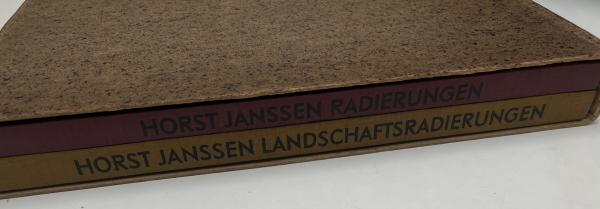 HORST JANSSEN RADIERUNGEN
HORST JANSSEN LANDSCHAFTSRADIERUNGEN